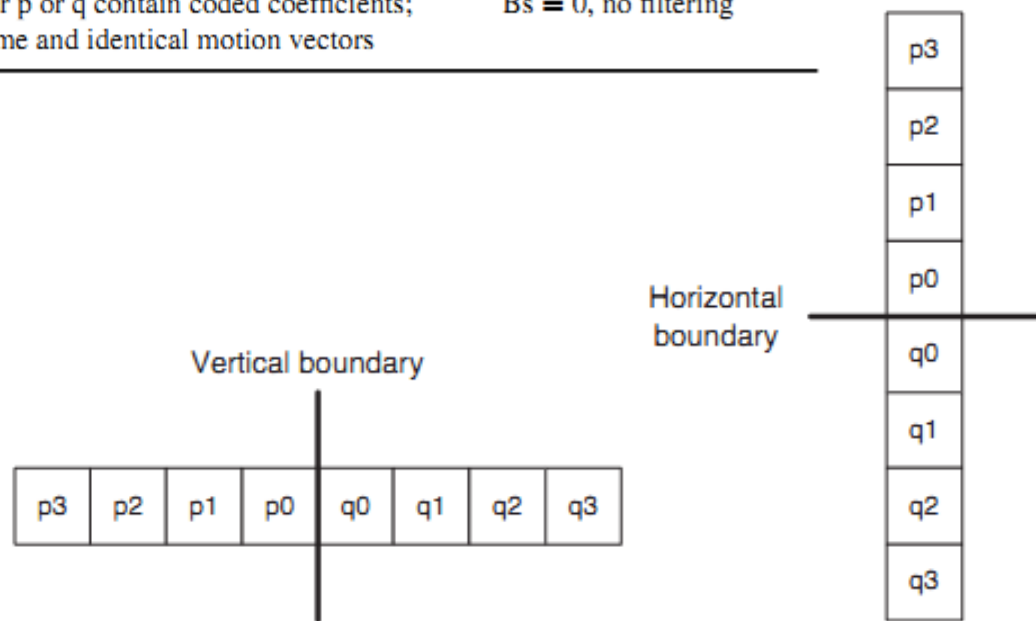 r p or q contain coded coefficients; Bs = 0, no filtering
me and identical motion vectors
p3
p2
p1
p0
Horizontal
boundary
q0
q1
q2
q3
Vertical boundary
p3 p2 p1 p0 q0 q1 q2 q3